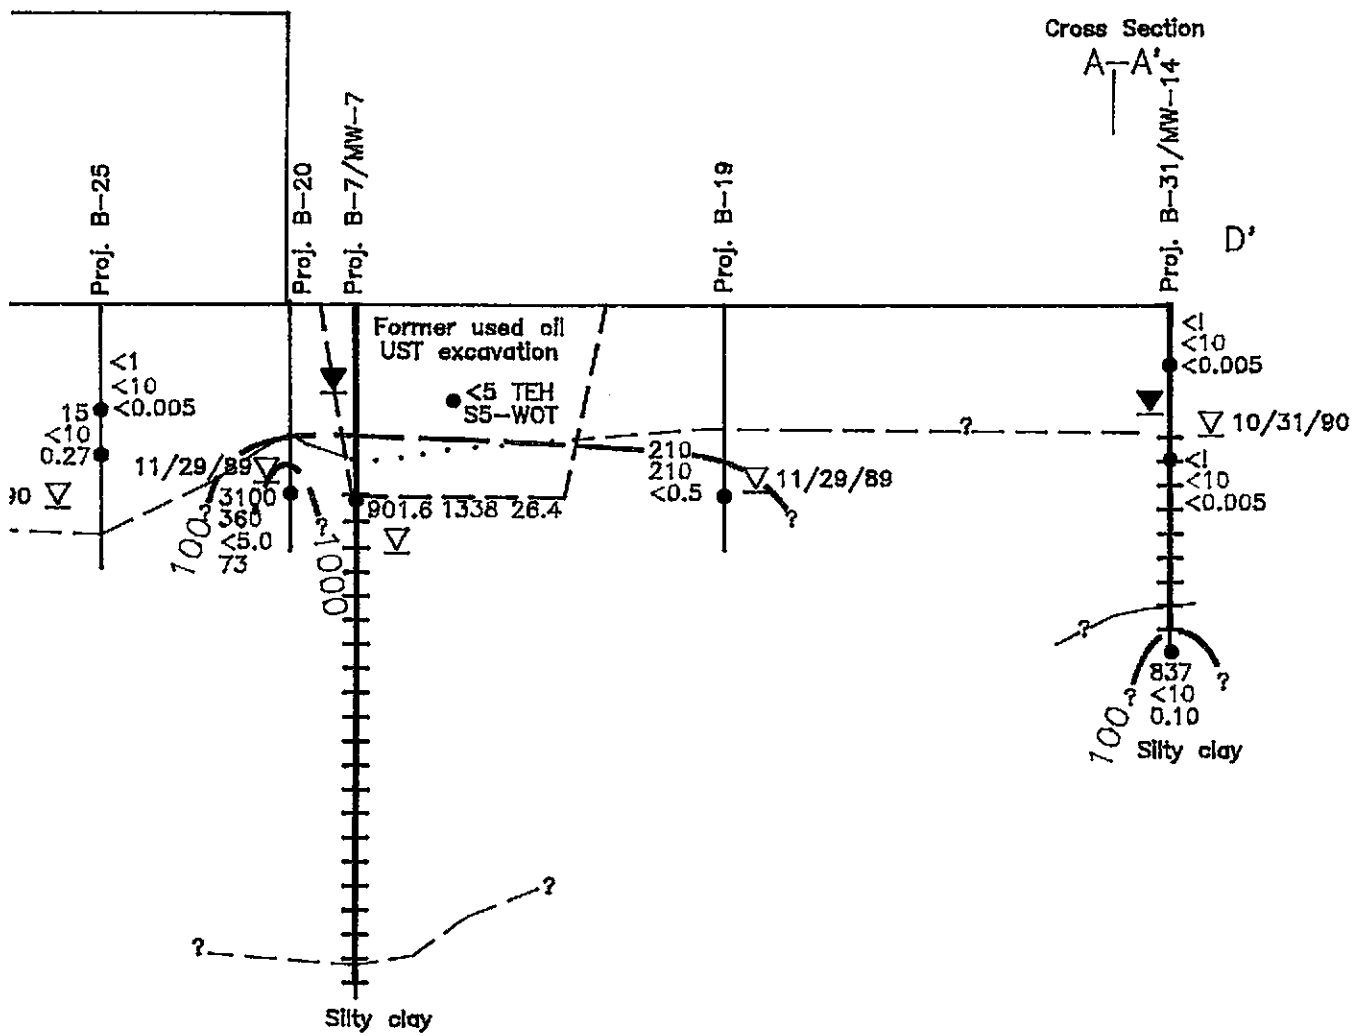 Cross Section
A-A'
Proj. B-25
Proj. B-20
Proj. B-7/MW-7
Proj. B-19
Proj. B-31/MW-14
D'
Former used oil
UST excavation
<5 TEH
S5-WOT
<1
<10
<0.005
15
<10
0.27
90
11/29/89
3100
360
<5.0
73
100
?
?
1000
901.6 1338 26.4
210
210
<0.5
11/29/89
?
?
<1
<10
<0.005
10/31/90
<1
<10
<0.005
?
837
<10
0.10
100
?
?
Silty clay
?
?
Silty clay